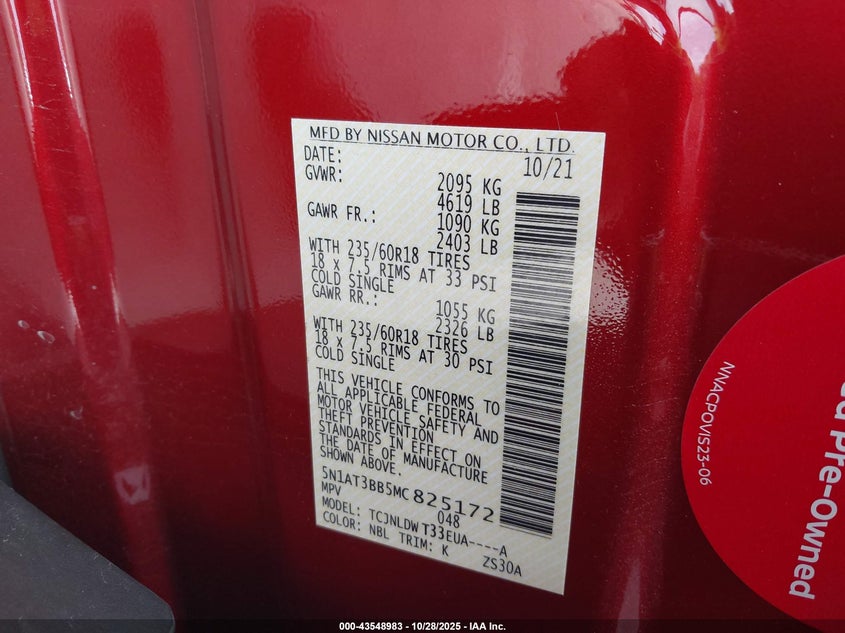 MFD BY NISSAN MOTOR CO., LTD.
DATE: 10/21
GVWR: 2095 KG
4619 LB
GAWR FR.: 1090 KG
2403 LB
WITH 235/60R18 TIRES
18 x 7.5 RIMS AT 33 PSI
COLD SINGLE
GAWR RR.: 1055 KG
2326 LB
WITH 235/60R18 TIRES
18 x 7.5 RIMS AT 30 PSI
COLD SINGLE
THIS VEHICLE CONFORMS TO
ALL APPLICABLE FEDERAL
MOTOR VEHICLE SAFETY AND
THEFT PREVENTION
STANDARDS IN EFFECT ON
THE DATE OF MANUFACTURE
SHOWN ABOVE.
5N1AT3BB5MC825172
MPV 048
MODEL: TCJNLDWT33EUA----A
COLOR: NBL TRIM: K ZS30A
NNACPOVIS23-06
Pre-Owned
000-43548983 - 10/28/2025 - IAA Inc.